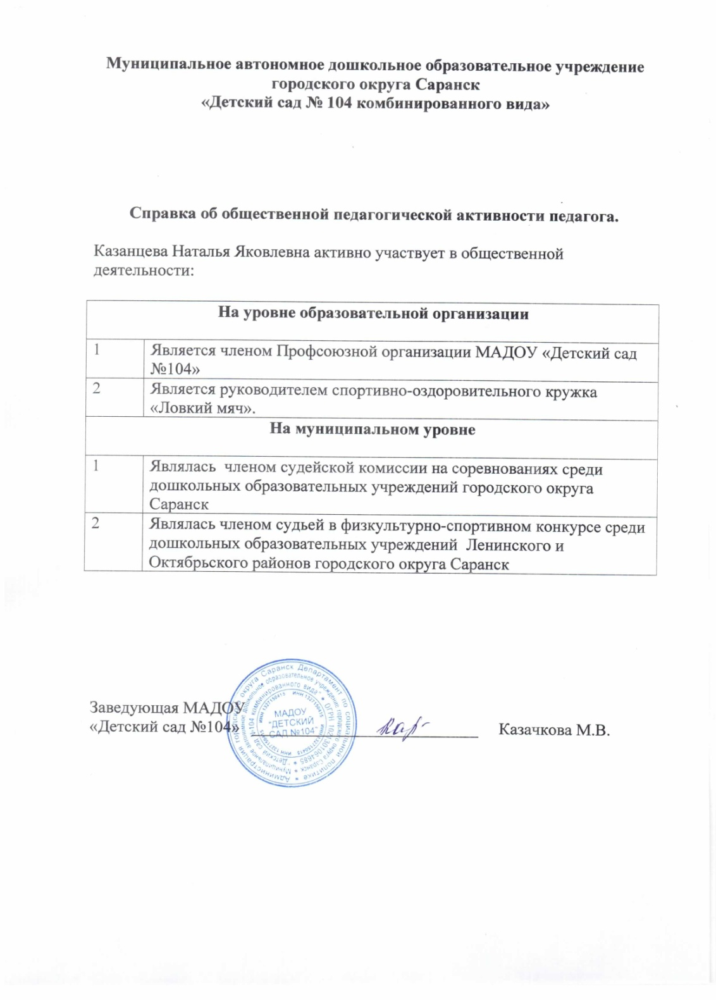 Муниципальное автономное дошкольное образовательное учреждение
городского округа Саранск
«Детский сад № 104 комбинированного вида»
Справка об общественной педагогической активности педагога.
Казанцева Наталья Яковлевна активно участвует в общественной
деятельности:
На уровне образовательной организации
1 Является членом Профсоюзной организации МАДОУ «Детский сад
№104»
2 Является руководителем спортивно-оздоровительного кружка
«Ловкий мяч».
На муниципальном уровне
1 Являлась членом судейской комиссии на соревнованиях среди
дошкольных образовательных учреждений городского округа
Саранск
2 Являлась членом судьей в физкультурно-спортивном конкурсе среди
дошкольных образовательных учреждений Ленинского и
Октябрьского районов городского округа Саранск
Заведующая МАДОУ
«Детский сад №104» Казачкова М.В.
Администрация городского округа Саранск Департамент по социальной политике
Муниципальное автономное дошкольное образовательное учреждение городского округа Саранск
"Детский сад №104 комбинированного вида"
ИНН 1327150415 ИНН 1327150415
МАДОУ
"ДЕТСКИЙ
САД №104"